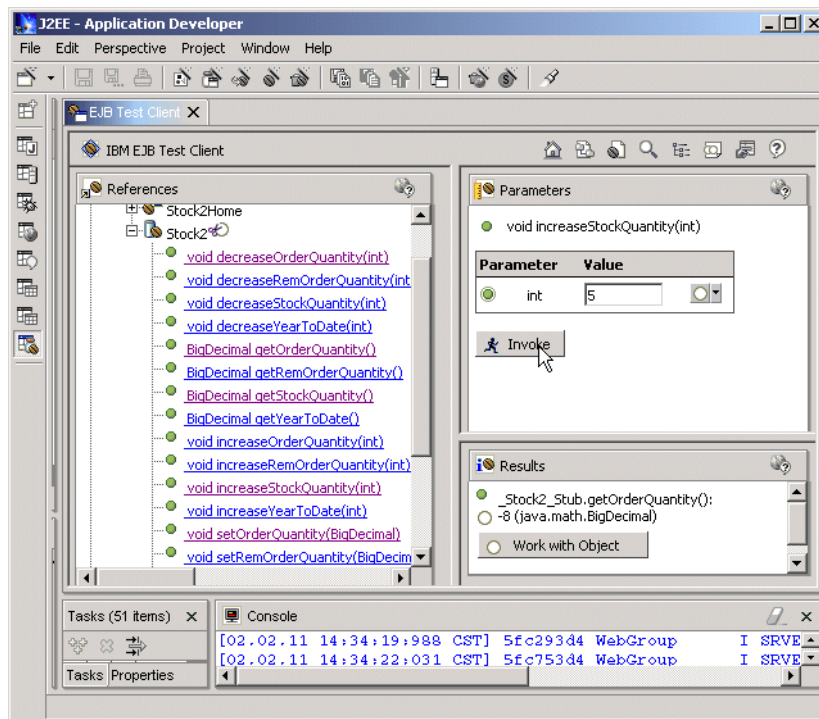 J2EE - Application Developer
File Edit Perspective Project Window Help
EJB Test Client
IBM EJB Test Client
References
Stock2Home
Stock2
void decreaseOrderQuantity(int)
void decreaseRemOrderQuantity(int
void decreaseStockQuantity(int)
void decreaseYearToDate(int)
BigDecimal getOrderQuantity()
BigDecimal getRemOrderQuantity()
BigDecimal getStockQuantity()
BigDecimal getYearToDate()
void increaseOrderQuantity(int)
void increaseRemOrderQuantity(int)
void increaseStockQuantity(int)
void increaseYearToDate(int)
void setOrderQuantity(BigDecimal)
void setRemOrderQuantity(BigDecim
Parameters
void increaseStockQuantity(int)
Parameter Value
int 5
Invoke
Results
_Stock2_Stub.getOrderQuantity():
-8 (java.math.BigDecimal)
Work with Object
Tasks (51 items)
Tasks Properties
Console
[02.02.11 14:34:19:988 CST] 5fc293d4 WebGroup I SRVE
[02.02.11 14:34:22:031 CST] 5fc753d4 WebGroup I SRVE